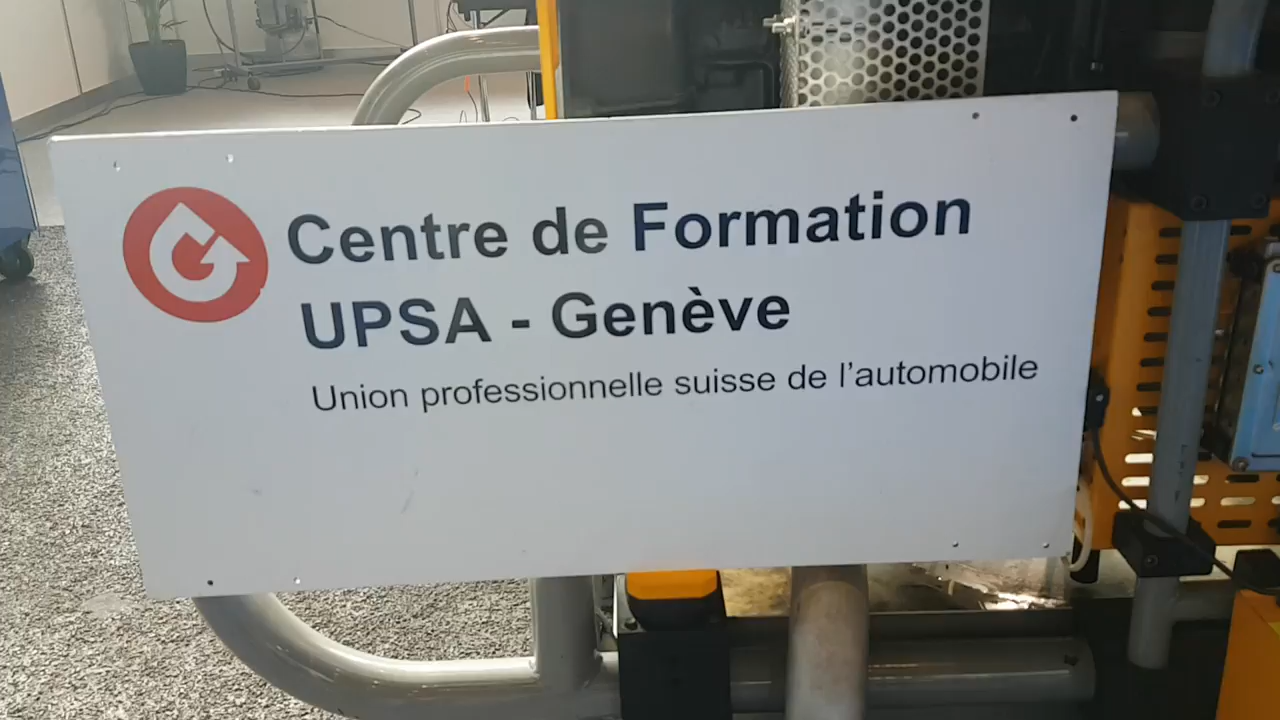 Centre de Formation
UPSA - Genève
Union professionnelle suisse de l'automobile